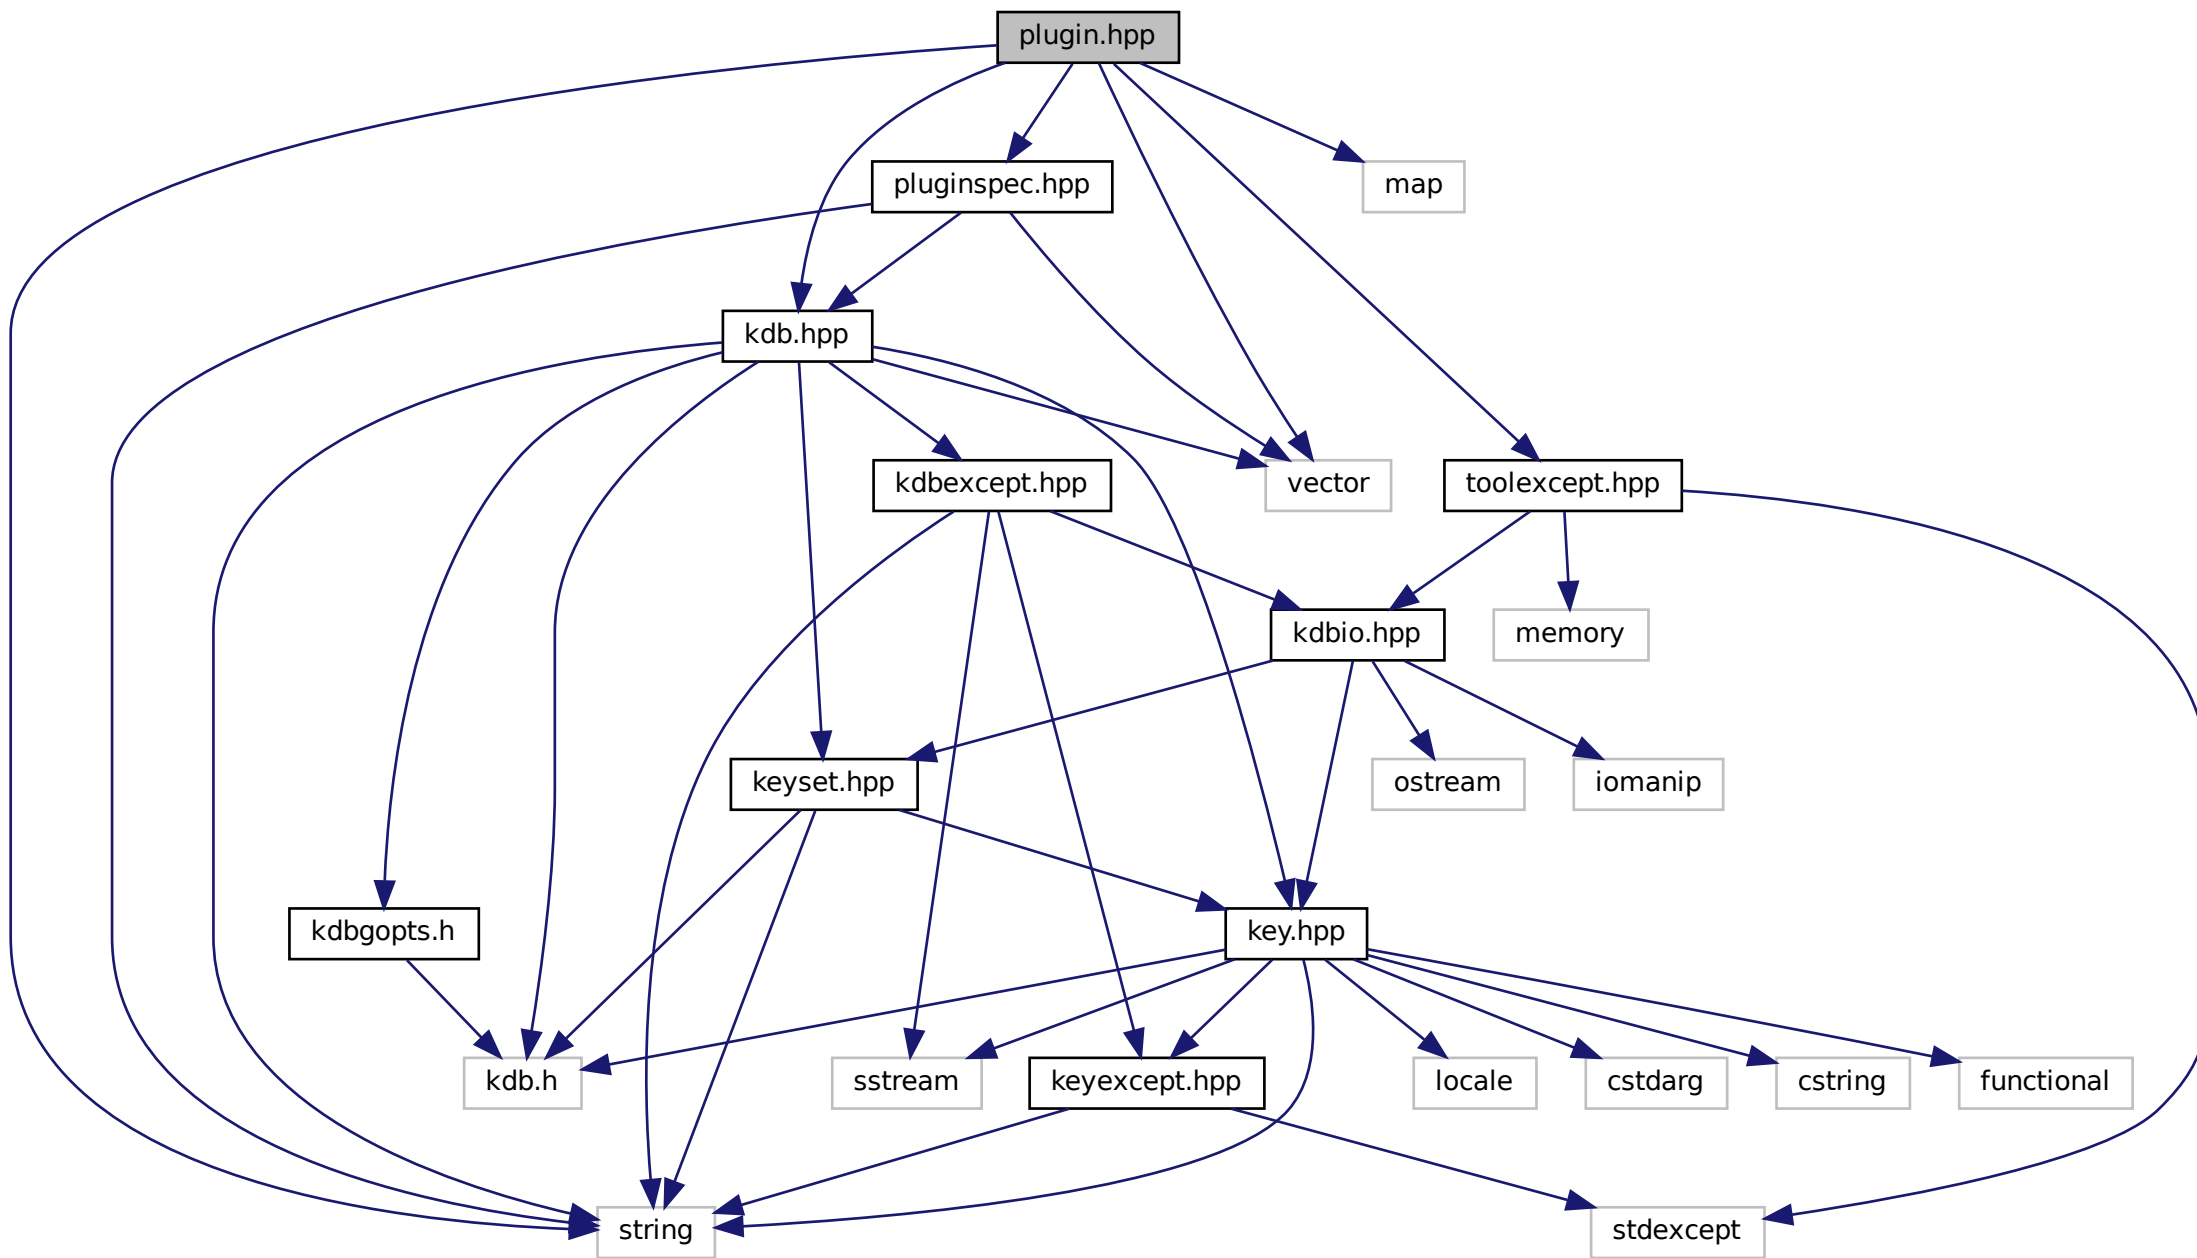 plugin.hpp
pluginspec.hpp
map
kdb.hpp
kdbexcept.hpp
vector
toolexcept.hpp
kdbio.hpp
memory
keyset.hpp
ostream
iomanip
kdbgopts.h
key.hpp
kdb.h
sstream
keyexcept.hpp
locale
cstdarg
cstring
functional
string
stdexcept